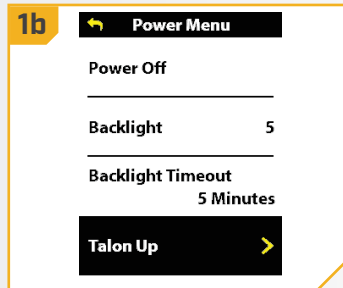 1b
Power Menu
Power Off
Backlight 5
Backlight Timeout
5 Minutes
Talon Up